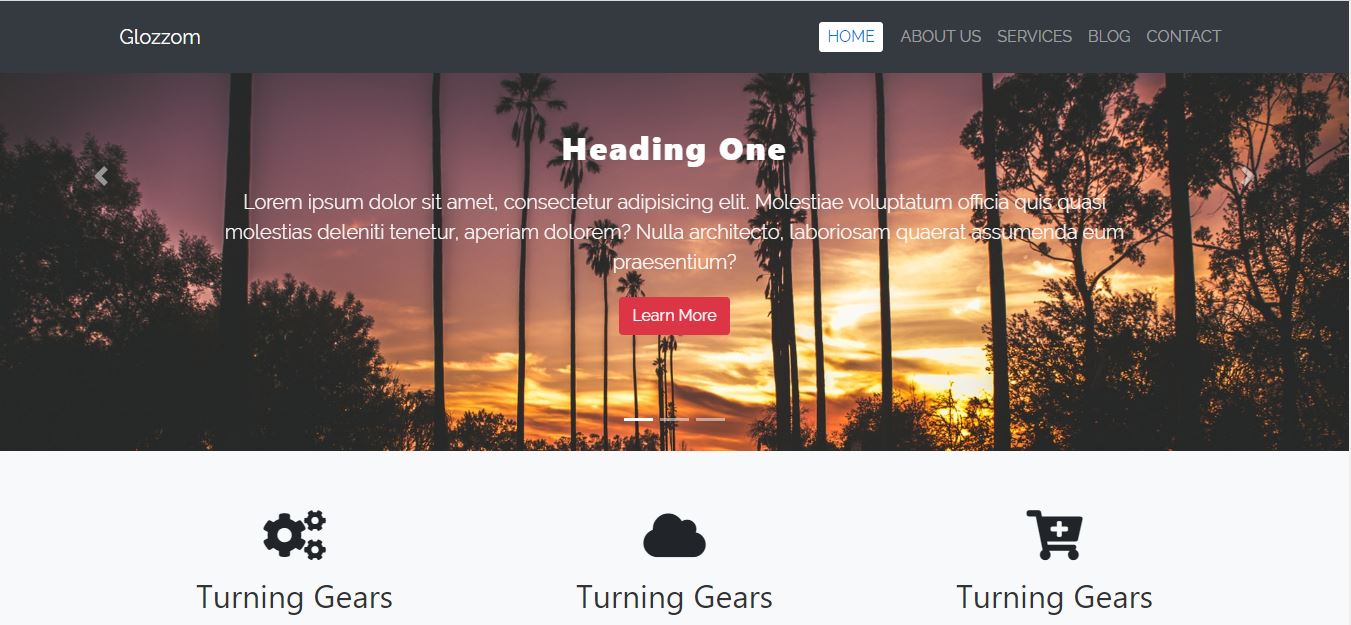 Glozzom
HOME ABOUT US SERVICES BLOG CONTACT
Heading One
Lorem ipsum dolor sit amet, consectetur adipisicing elit. Molestiae voluptatum officia quis quasi
molestias deleniti tenetur, aperiam dolorem? Nulla architecto, laboriosam quaerat assumenda eum
praesentium?
Learn More
Turning Gears
Turning Gears
Turning Gears